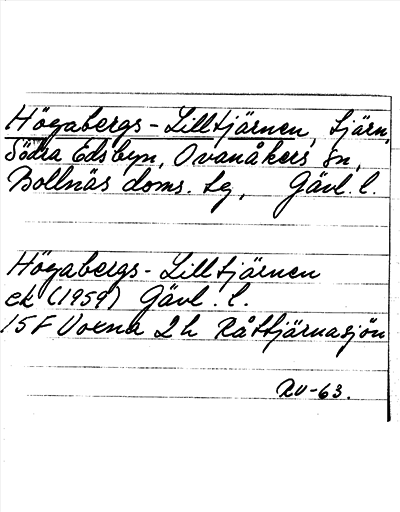 Högabergs-Lilltjärnen, tjärn,
Södra Edsbyn, Ovanåkers sn,
Bollnäs doms. tg, Gävl. l.
Högabergs-Lilltjärnen
ek (1959) Gävl. l.
15F Voxna 2h Råttjärnasjön
RV-63.